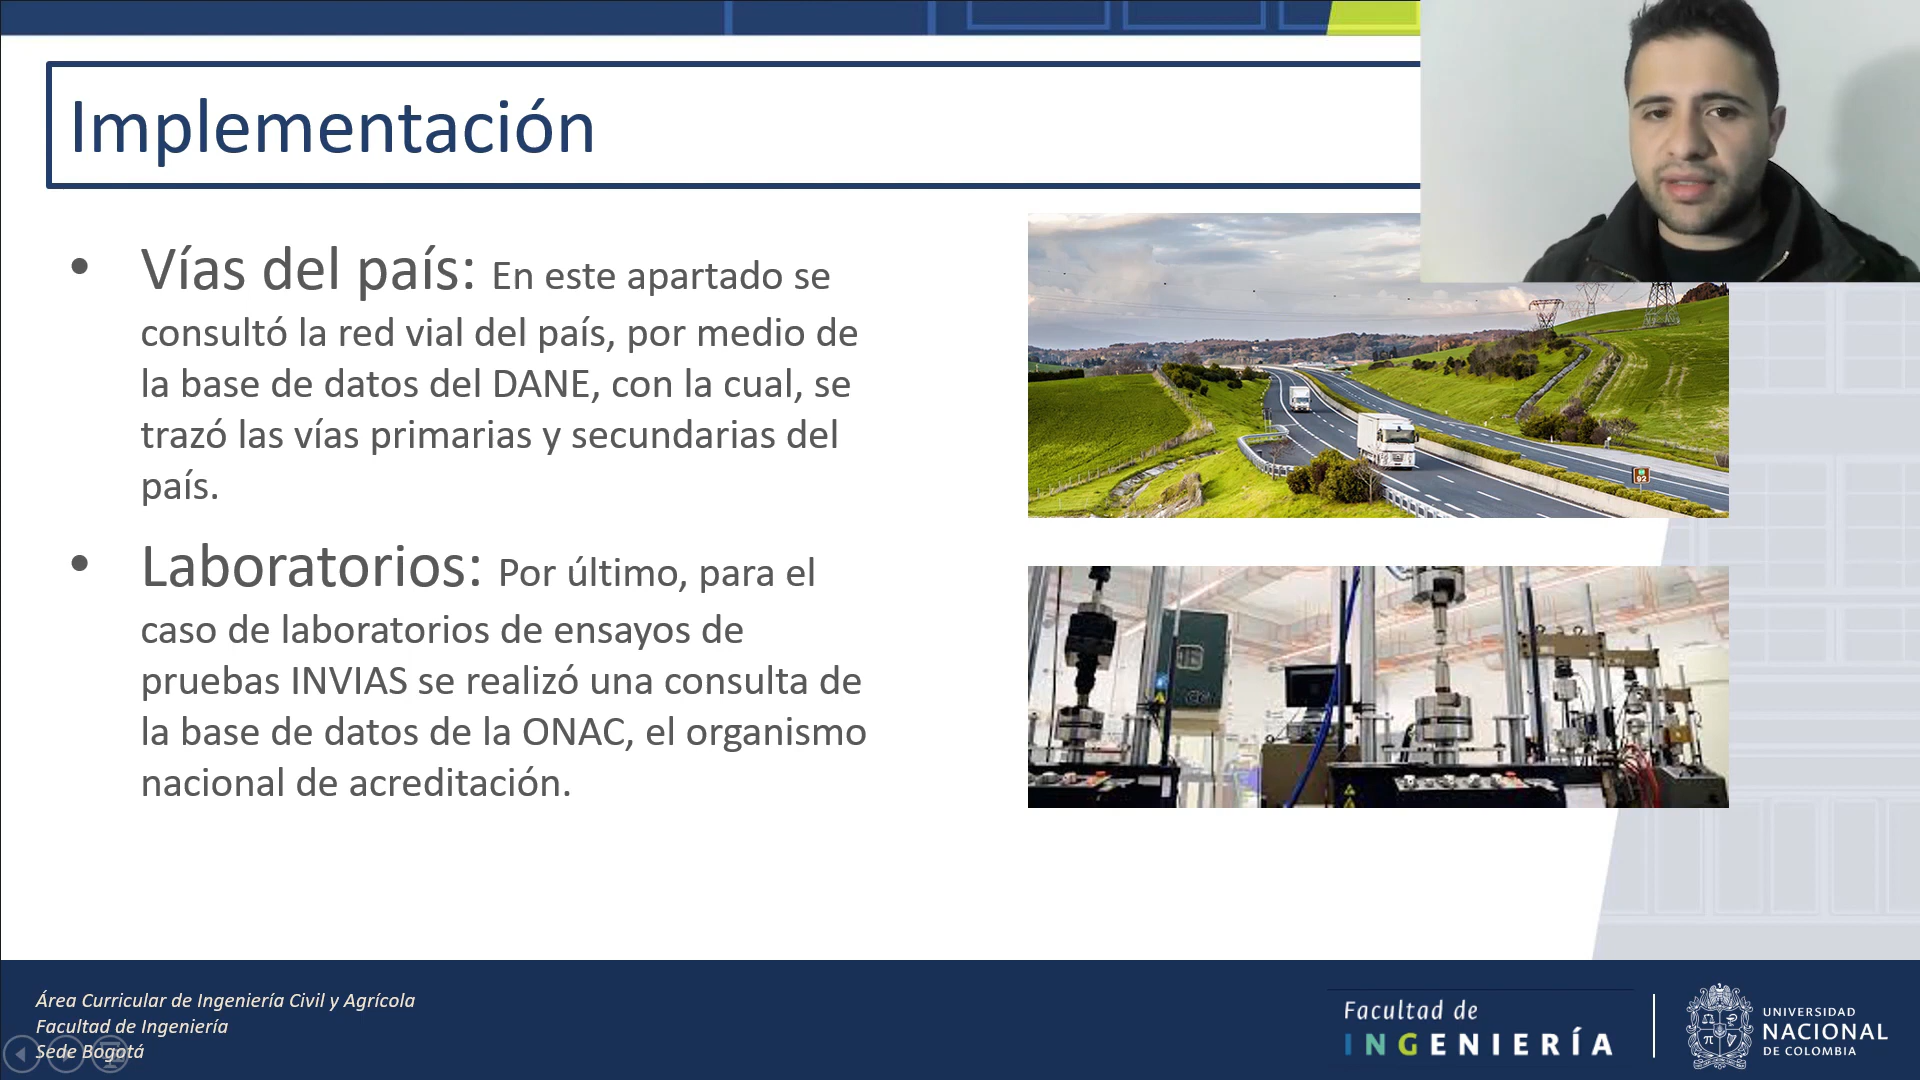 Implementación
• Vías del país: En este apartado se
consultó la red vial del país, por medio de
la base de datos del DANE, con la cual, se
trazó las vías primarias y secundarias del
país.
• Laboratorios: Por último, para el
caso de laboratorios de ensayos de
pruebas INVIAS se realizó una consulta de
la base de datos de la ONAC, el organismo
nacional de acreditación.
92
Área Curricular de Ingeniería Civil y Agrícola
Facultad de Ingeniería
Sede Bogotá
Facultad de
INGENIERÍA
UNIVERSIDAD
NACIONAL
DE COLOMBIA